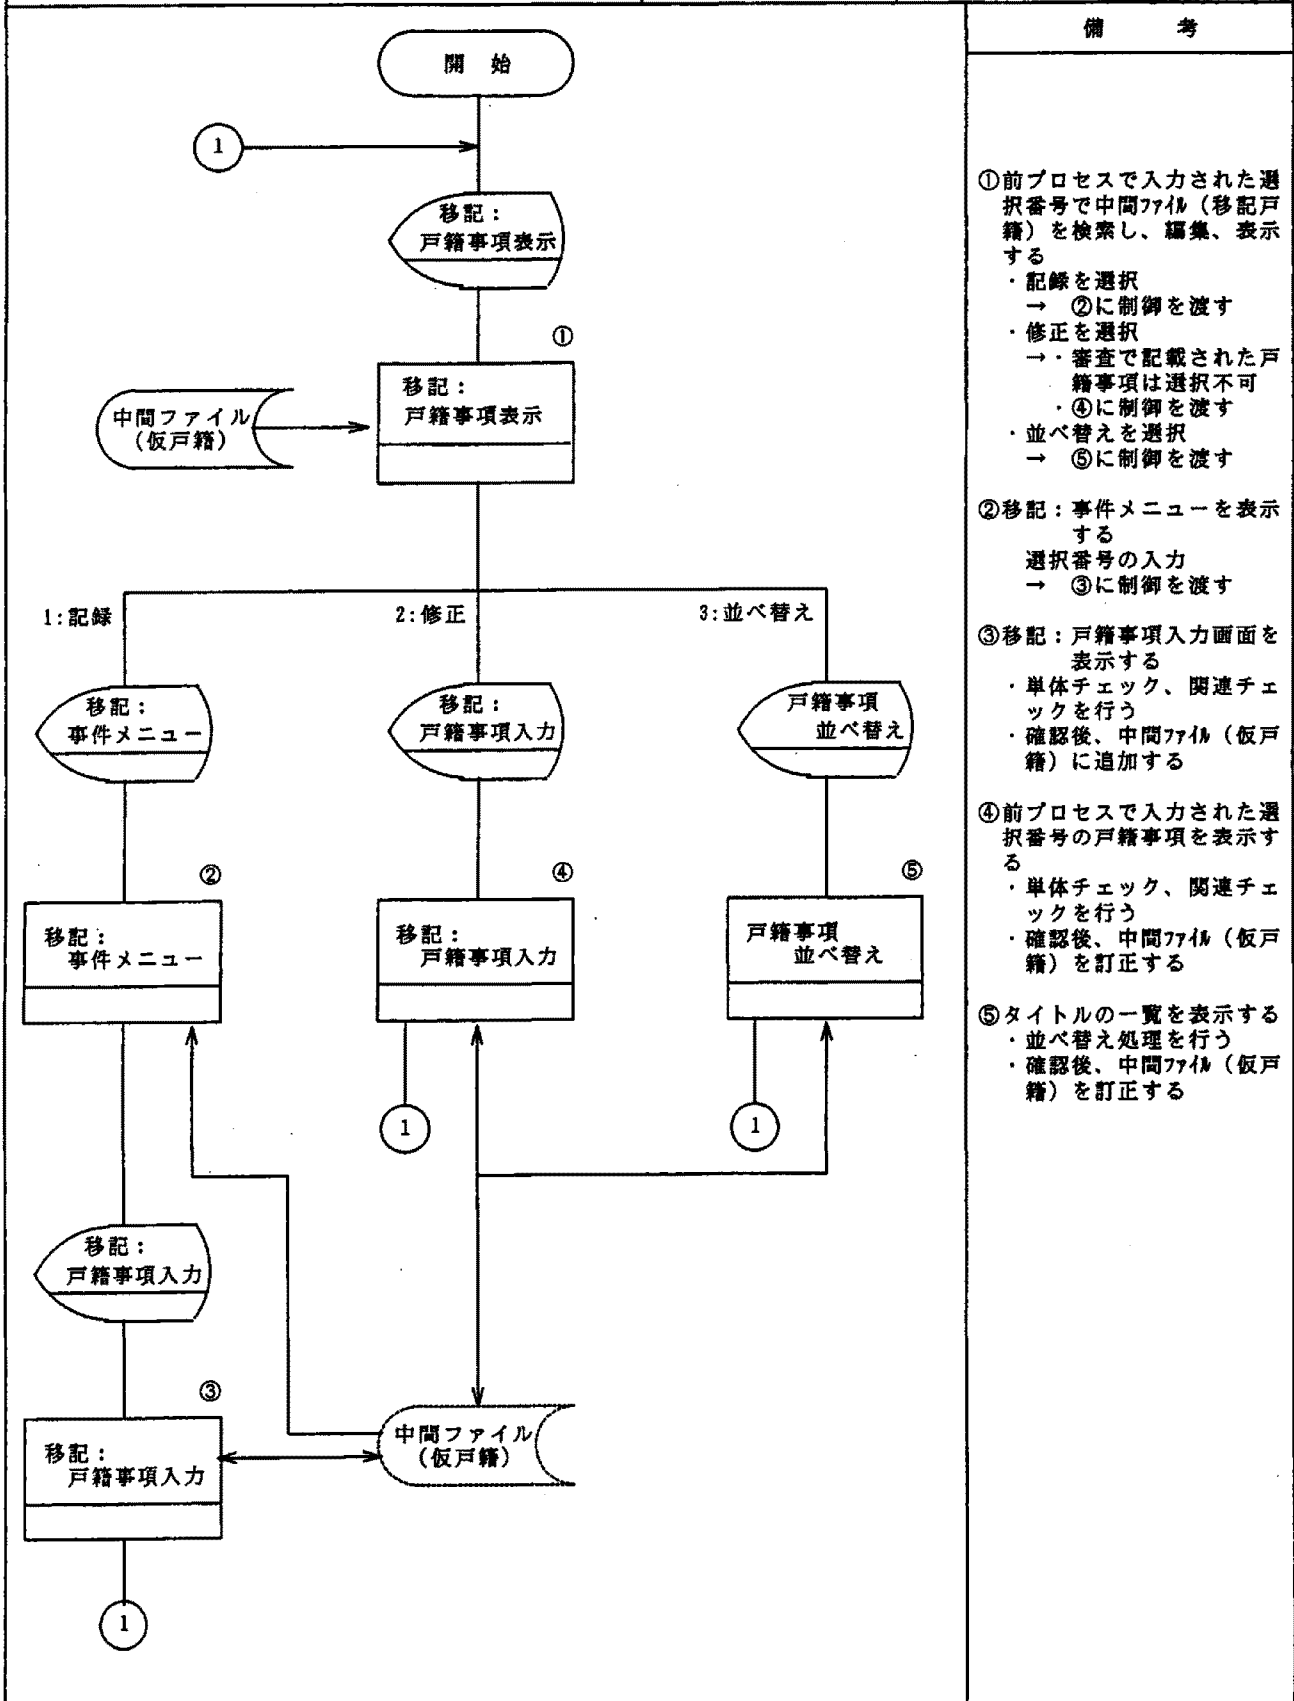 備　考
開　始
1
移記：
戸籍事項表示
①
移記：
戸籍事項表示
中間ファイル
（仮戸籍）
1:記録
2:修正
3:並べ替え
移記：
事件メニュー
移記：
戸籍事項入力
戸籍事項
並べ替え
②
移記：
事件メニュー
④
移記：
戸籍事項入力
⑤
戸籍事項
並べ替え
1
1
移記：
戸籍事項入力
③
移記：
戸籍事項入力
中間ファイル
（仮戸籍）
1
①前プロセスで入力された選
択番号で中間ファイル（移記戸
籍）を検索し、編集、表示
する
・記録を選択
→　②に制御を渡す
・修正を選択
→・審査で記載された戸
籍事項は選択不可
・④に制御を渡す
・並べ替えを選択
→　⑤に制御を渡す
②移記：事件メニューを表示
する
選択番号の入力
→　③に制御を渡す
③移記：戸籍事項入力画面を
表示する
・単体チェック、関連チェ
ックを行う
・確認後、中間ファイル（仮戸
籍）に追加する
④前プロセスで入力された選
択番号の戸籍事項を表示す
る
・単体チェック、関連チェ
ックを行う
・確認後、中間ファイル（仮戸
籍）を訂正する
⑤タイトルの一覧を表示する
・並べ替え処理を行う
・確認後、中間ファイル（仮戸
籍）を訂正する